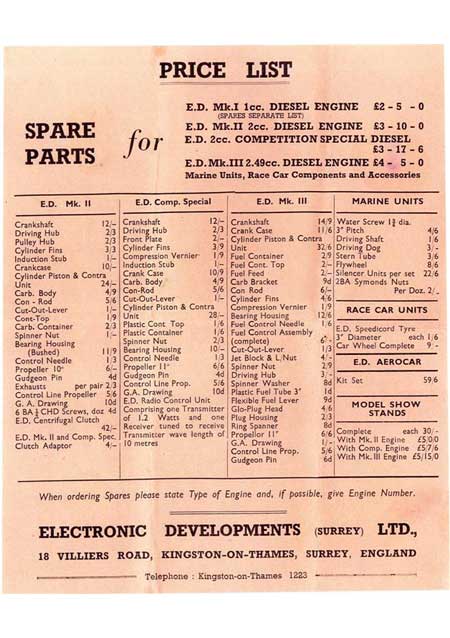 PRICE LIST
SPARE
PARTS
for
E.D. Mk.I 1cc. DIESEL ENGINE £2 - 5 - 0
(SPARES SEPARATE LIST)
E.D. Mk.II 2cc. DIESEL ENGINE £3 - 10 - 0
E.D. 2cc. COMPETITION SPECIAL DIESEL
£3 - 17 - 6
E.D. Mk.III 2.49cc. DIESEL ENGINE £4 - 5 - 0
Marine Units, Race Car Components and Accessories
E.D. Mk. II
Crankshaft 12/-
Driving Hub 2/3
Pulley Hub 2/3
Cylinder Fins 3/3
Induction Stub 1/-
Crankcase 10/-
Cylinder Piston & Contra
Unit 24/-
Carb. Body 4/9
Con - Rod 5/6
Cut-Out-Lever 1/-
Cont-Top 1/9
Carb. Container 2/3
Spinner Nut 1/-
Bearing Housing
(Bushed) 11/9
Control Needle 1/3
Propeller 10" 6/-
Gudgeon Pin 4d
Exhausts per pair 2/3
Control Line Propeller 5/6
G. A. Drawing 10d
6 BA ½ CHD Screws, doz 4d
E.D. Centrifugal Clutch
42/-
E.D. Mk. II and Comp. Spec.
Clutch Adaptor 4/-
E.D. Comp. Special
Crankshaft 12/-
Driving Hub 2/3
Front Plate 2/-
Cylinder Fins 3/9
Compression Vernier 1/9
Induction Stub 1/-
Crank Case 10/9
Carb. Body 4/9
Con-Rod 5/6
Cut-Out-Lever 1/-
Cylinder Piston & Contra
Unit 28/-
Plastic Cont. Top 1/6
Plastic Container 1/6
Spinner Nut 2/3
Bearing Housing 10/-
Control Needle 1/3
Propeller 11" 6/6
Gudgeon Pin 4d
Control Line Prop. 5/6
G.A. Drawing 10d
E.D. Radio Control Unit
Comprising one Transmitter
of 1.2 Watts and one
Receiver tuned to receive
Transmitter wave length of
10 metres
E.D. Mk. III
Crankshaft 14/9
Crank Case 11/6
Cylinder Piston & Contra
Unit 32/6
Fuel Container 2/9
Fuel Cont. Top 2/-
Fuel Feed 2/-
Carb Bracket 9d
Con Rod 6/-
Cylinder Fins 4/6
Compression Vernier 1/9
Bearing Housing 12/6
Fuel Control Needle 1/6
Fuel Control Assembly
(complete)
Cut-Out-Lever 1/3
Jet Block & L/Nut 4/-
Spinner Nut 2/9
Driving Hub 3/-
Spinner Washer 8d
Plastic Fuel Tube 3" 1d
Flexible Fuel Lever 9d
Glo-Plug Head 4/6
Plug Housing 2/3
Ring Spanner 8d
Propellor 11" 6/6
G.A. Drawing 1/-
Control Line Prop. 5/6
Gudgeon Pin 6d
MARINE UNITS
Water Screw 1¾ dia.
3" Pitch 4/6
Driving Shaft 1/6
Driving Dog 3/-
Stern Tube 3/6
Flywheel 8/6
Silencer Units per set 22/6
2BA Symonds Nuts
Per Doz. 2/-
RACE CAR UNITS
E.D. Speedicord Tyre
3" Diameter each 1/6
Car Wheel Complete 9 -
E.D. AEROCAR
Kit Set 59/6
MODEL SHOW
STANDS
Complete each 30/-
With Mk. II Engine £5/0/0
With Comp. Engine £5/7/6
With Mk. III Engine £5/15/0
When ordering Spares please state Type of Engine and, if possible, give Engine Number.
ELECTRONIC DEVELOPMENTS (SURREY) LTD.,
18 VILLIERS ROAD, KINGSTON-ON-THAMES, SURREY, ENGLAND
Telephone : Kingston-on-Thames 1223